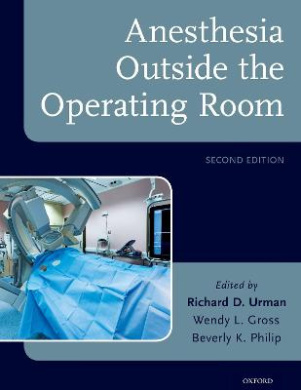 Anesthesia
Outside the
Operating Room
SECOND EDITION
Edited by
Richard D. Urman
Wendy L. Gross
Beverly K. Philip
OXFORD